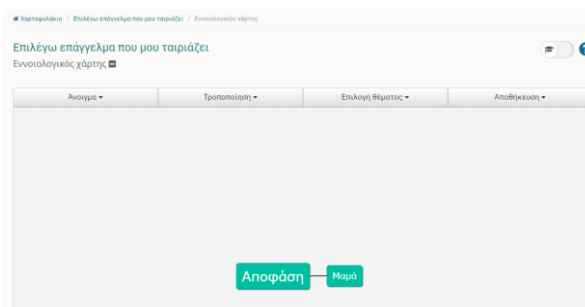 Χαρτοφυλάκιο / Επιλέγω επάγγελμα που μου ταιριάζει / Εννοιολογικός χάρτης
Επιλέγω επάγγελμα που μου ταιριάζει
Εννοιολογικός χάρτης
Άνοιγμα Τροποποίηση Επιλογή θέματος Αποθήκευση
Αποφάση Μαμά